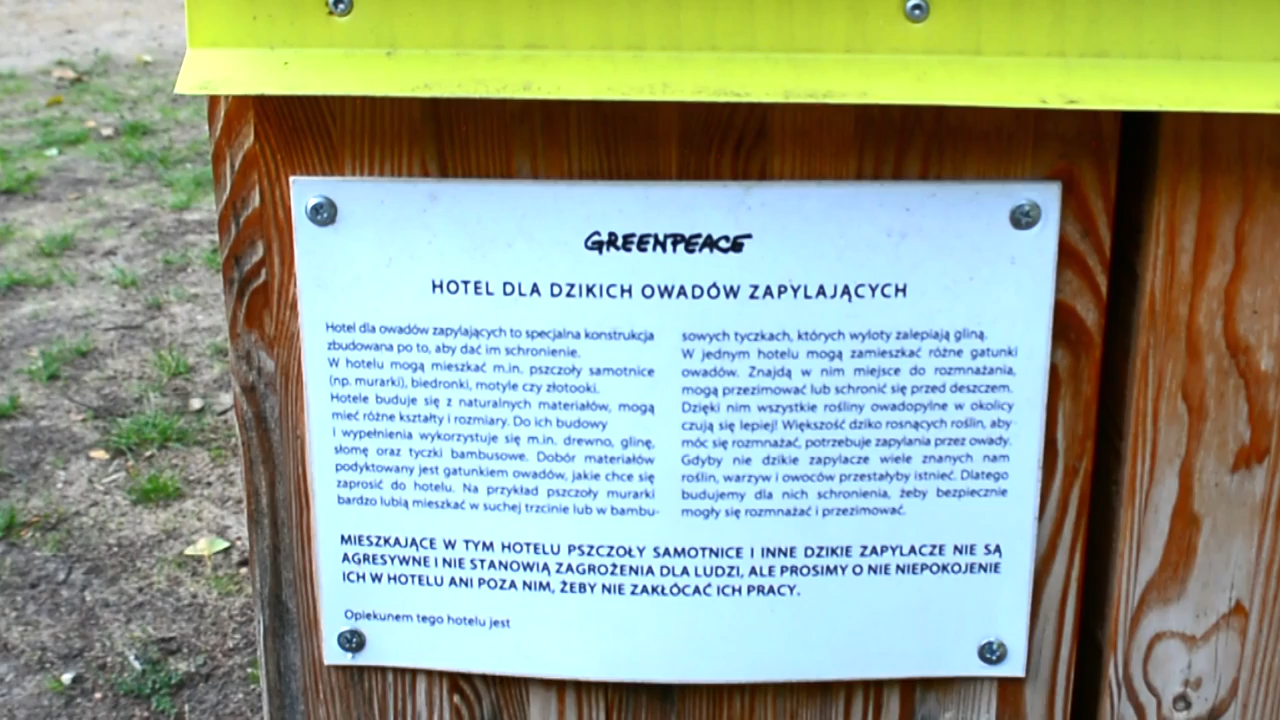 GREENPEACE
HOTEL DLA DZIKICH OWADÓW ZAPYLAJĄCYCH
Hotel dla owadów zapylających to specjalna konstrukcja
zbudowana po to, aby dać im schronienie.
W hotelu mogą mieszkać m.in. pszczoły samotnice
(np. murarki), biedronki, motyle czy złotooki.
Hotele buduje się z naturalnych materiałów, mogą
mieć różne kształty i rozmiary. Do ich budowy
i wypełnienia wykorzystuje się m.in. drewno, glinę,
słomę oraz tyczki bambusowe. Dobór materiałów
podyktowany jest gatunkiem owadów, jakie chce się
zaprosić do hotelu. Na przykład pszczoły murarki
bardzo lubią mieszkać w suchej trzcinie lub w bambu-
sowych tyczkach, których wyloty zalepiają gliną.
W jednym hotelu mogą zamieszkać różne gatunki
owadów. Znajdą w nim miejsce do rozmnażania,
mogą przezimować lub schronić się przed deszczem.
Dzięki nim wszystkie rośliny owadopylne w okolicy
czują się lepiej! Większość dziko rosnących roślin, aby
móc się rozmnażać, potrzebuje zapylania przez owady.
Gdyby nie dzikie zapylacze wiele znanych nam
roślin, warzyw i owoców przestałyby istnieć. Dlatego
budujemy dla nich schronienia, żeby bezpiecznie
mogły się rozmnażać i przezimować.
MIESZKAJĄCE W TYM HOTELU PSZCZOŁY SAMOTNICE I INNE DZIKIE ZAPYLACZE NIE SĄ
AGRESYWNE I NIE STANOWIĄ ZAGROŻENIA DLA LUDZI, ALE PROSIMY O NIE NIEPOKOJENIE
ICH W HOTELU ANI POZA NIM, ŻEBY NIE ZAKŁÓCAĆ ICH PRACY.
Opiekunem tego hotelu jest